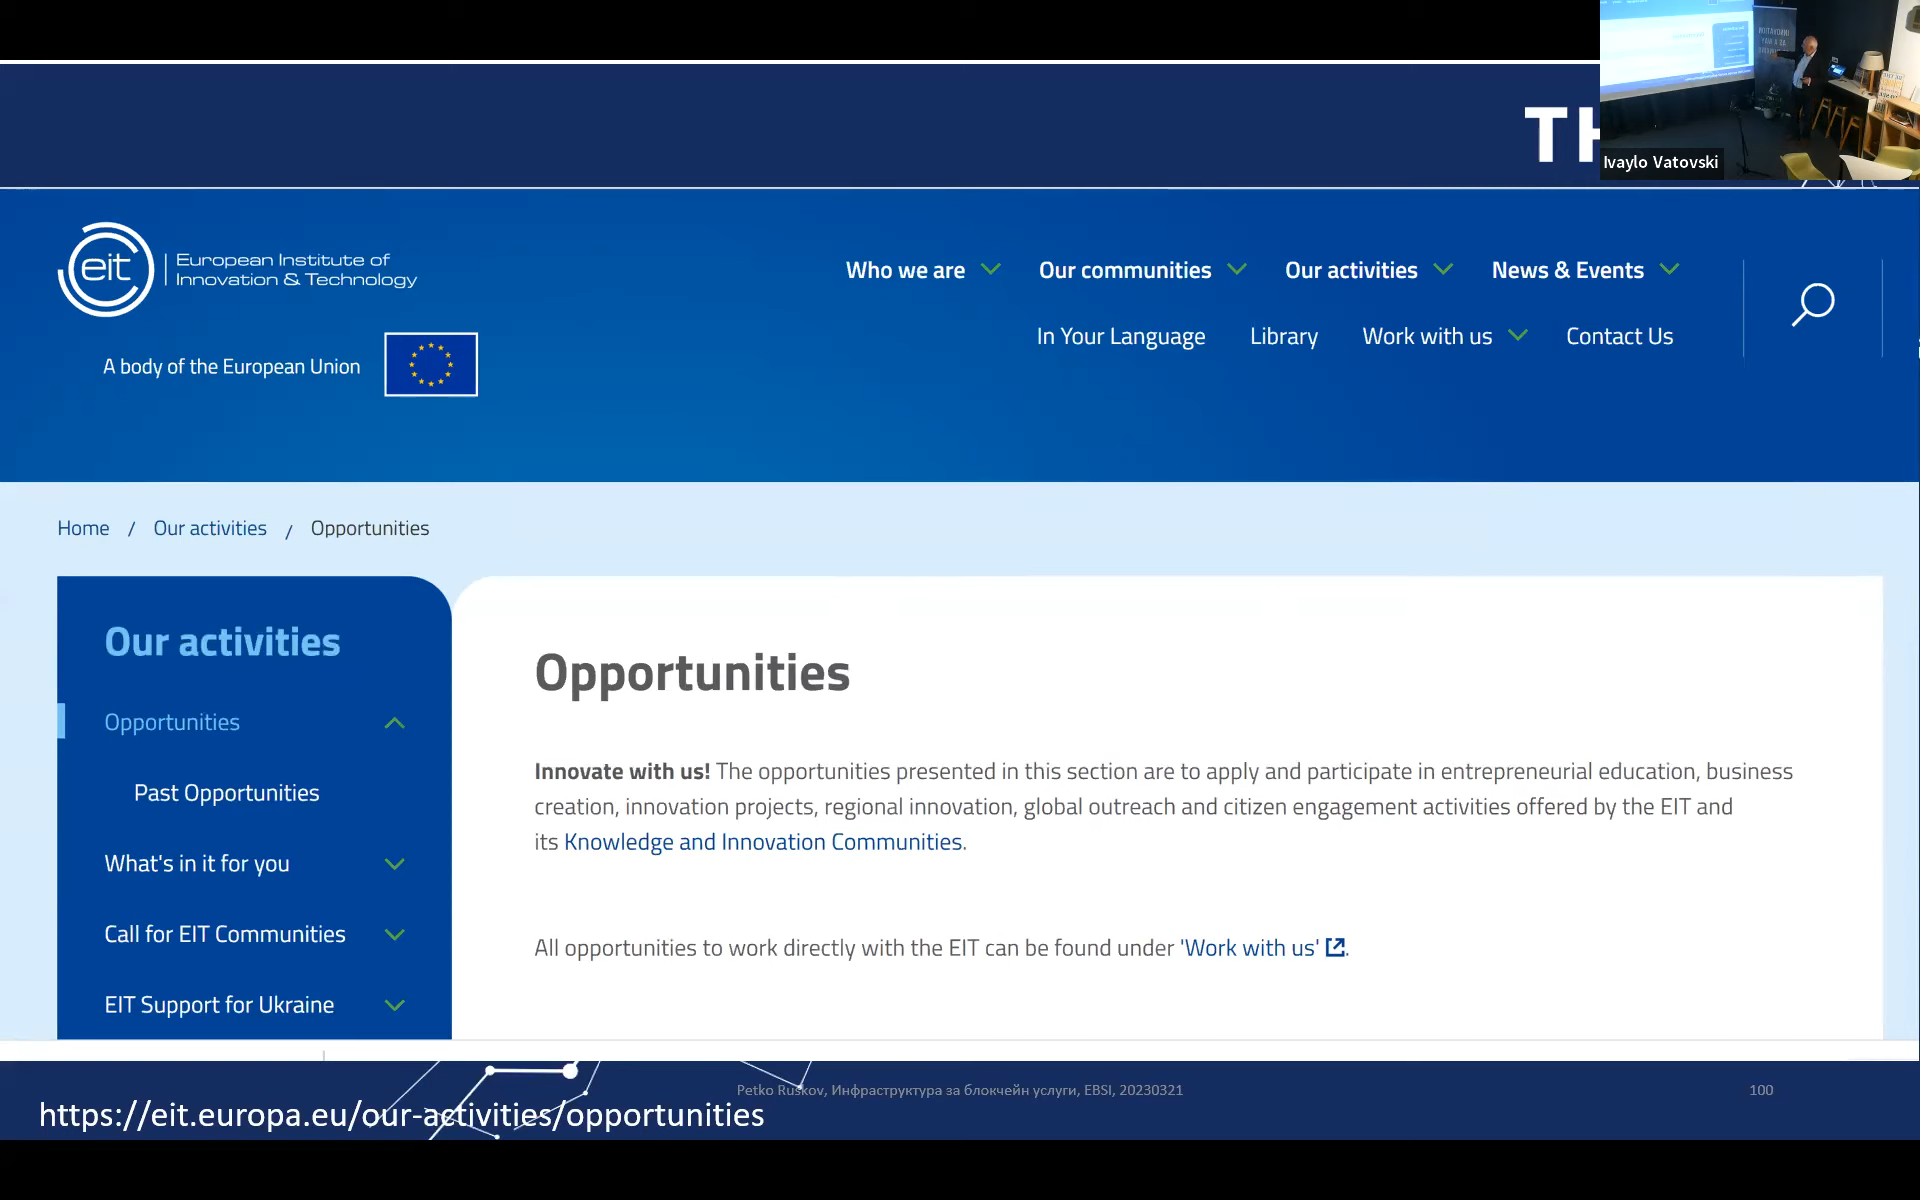 TH
Ivaylo Vatovski
eit
European Institute of
Innovation & Technology
A body of the European Union
Who we are
Our communities
Our activities
News & Events
In Your Language
Library
Work with us
Contact Us
Home / Our activities / Opportunities
Our activities
Opportunities
Past Opportunities
What's in it for you
Call for EIT Communities
EIT Support for Ukraine
Opportunities
Innovate with us! The opportunities presented in this section are to apply and participate in entrepreneurial education, business
creation, innovation projects, regional innovation, global outreach and citizen engagement activities offered by the EIT and
its Knowledge and Innovation Communities.
All opportunities to work directly with the EIT can be found under 'Work with us'.
Petko Ruskov, Инфраструктура за блокчейн услуги, EBSI, 20230321
100
https://eit.europa.eu/our-activities/opportunities